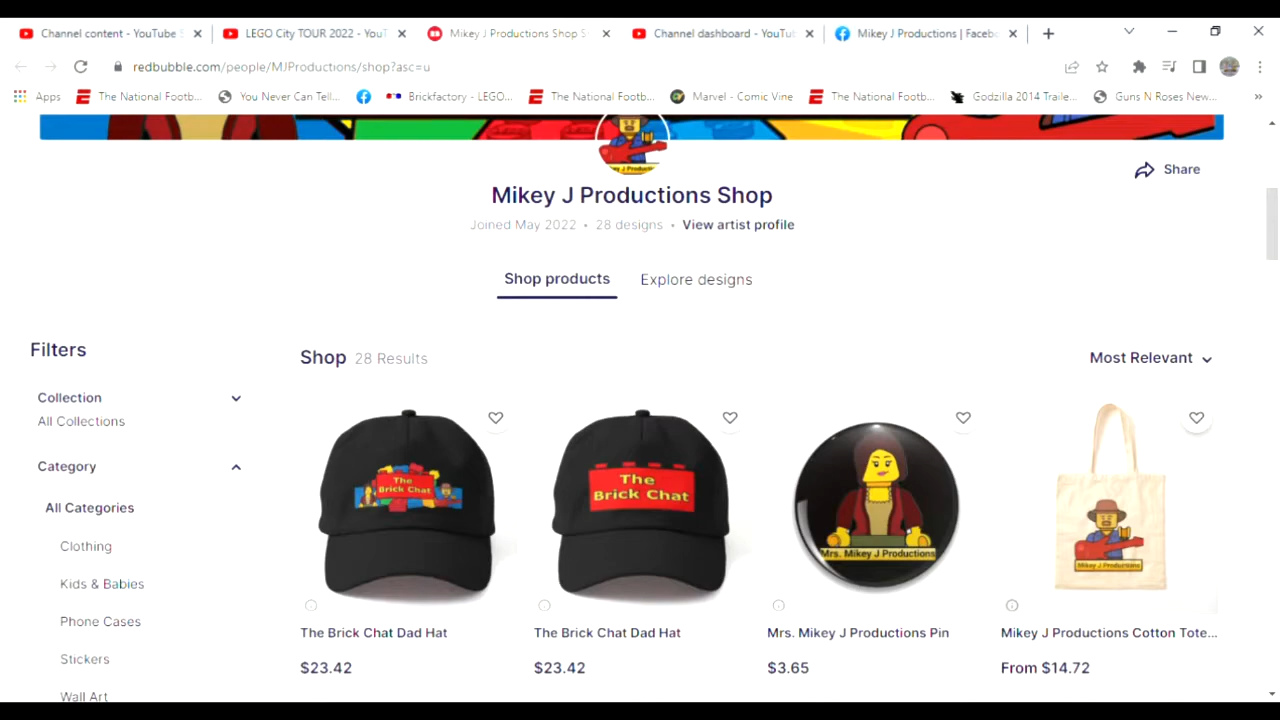 Channel content - YouTube S
LEGO City TOUR 2022 - YouT
Mikey J Productions Shop S
Channel dashboard - YouTu
Mikey J Productions | Facebo
redbubble.com/people/MJProductions/shop?asc=u
Apps
The National Footb...
You Never Can Tell...
Brickfactory - LEGO...
The National Footb...
Marvel - Comic Vine
The National Footb...
Godzilla 2014 Traile...
Guns N Roses New...
»
Share
Mikey J Productions Shop
Joined May 2022 • 28 designs • View artist profile
Shop products
Explore designs
Filters
Shop 28 Results
Most Relevant
Collection
All Collections
Category
All Categories
Clothing
Kids & Babies
Phone Cases
Stickers
Wall Art
The
Brick Chat
The
Brick Chat
Mrs. Mikey J Productions
Mikey J Productions
The Brick Chat Dad Hat
$23.42
The Brick Chat Dad Hat
$23.42
Mrs. Mikey J Productions Pin
$3.65
Mikey J Productions Cotton Tote...
From $14.72